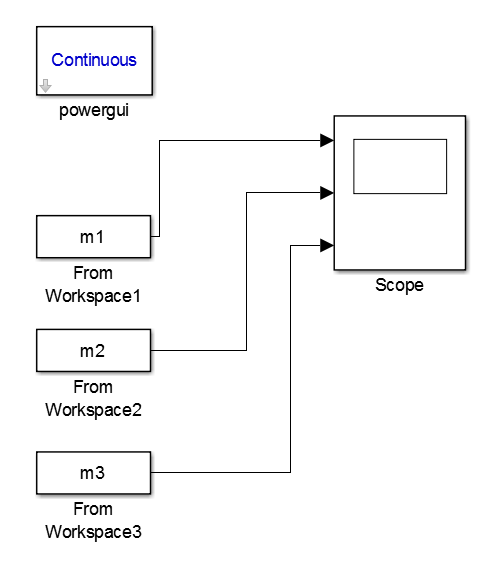 Continuous
powergui
m1
From
Workspace1
Scope
m2
From
Workspace2
m3
From
Workspace3